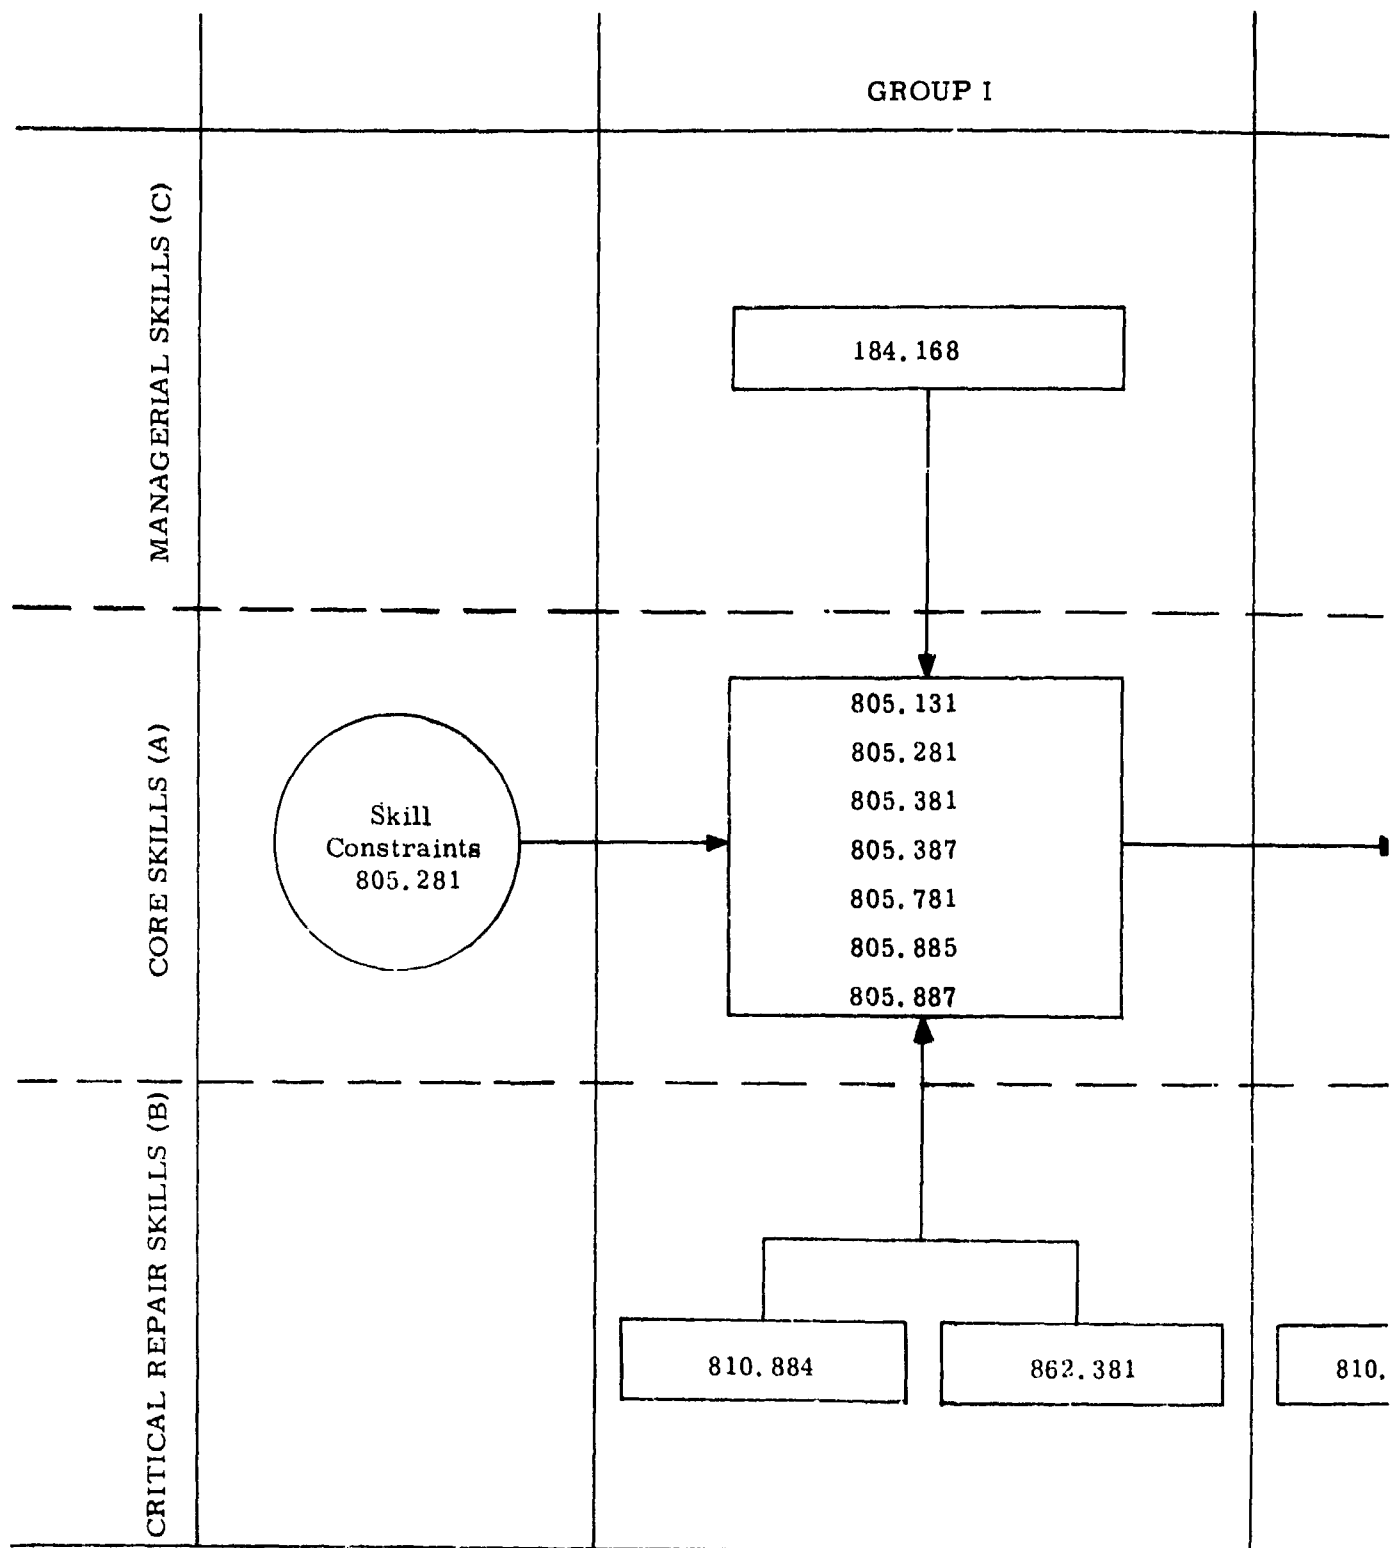 GROUP I
MANAGERIAL SKILLS (C)
184.168
CORE SKILLS (A)
Skill
Constraints
805.281
805.131
805.281
805.381
805.387
805.781
805.885
805.887
CRITICAL REPAIR SKILLS (B)
810.884
862.381
810.